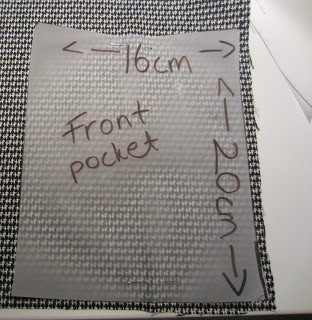 ← 16cm →
Front
pocket
← 20cm →